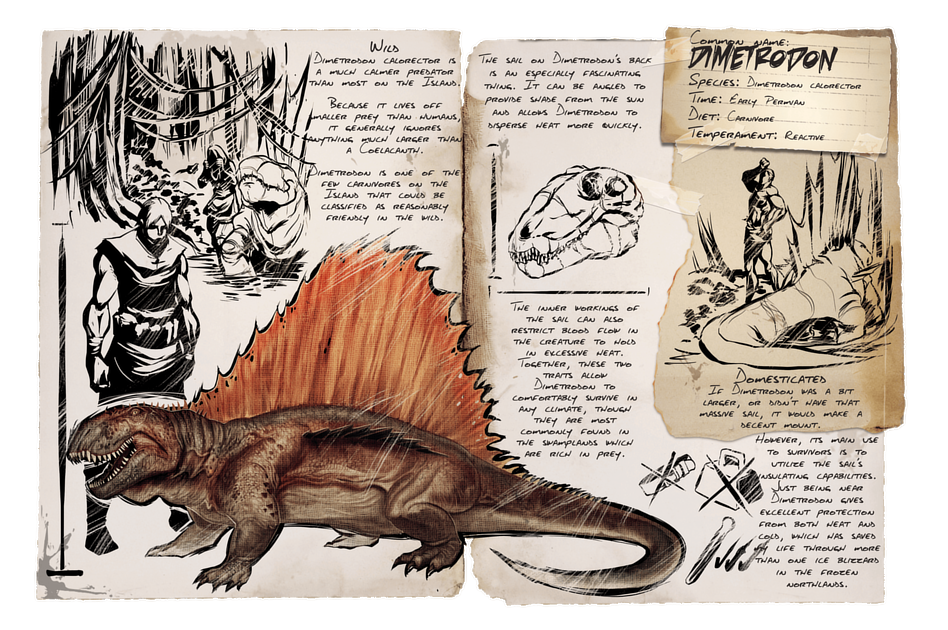 Wild
Dimetrodon calorector is
a much calmer predator
than most on the Island.
Because it lives off
smaller prey than humans,
it generally ignores
anything much larger than
a Coelacanth.
Dimetrodon is one of the
few carnivores on the
Island that could be
classified as reasonably
friendly in the wild.
The sail on Dimetrodon's back
is an especially fascinating
thing. It can be angled to
provide shade from the sun
and allows Dimetrodon to
disperse heat more quickly.
The inner workings of
the sail can also
restrict blood flow in
the creature to hold
in excessive heat.
Together, these two
traits allow
Dimetrodon to
comfortably survive in
any climate, though
they are most
commonly found in
the swamplands which
are rich in prey.
Common name:
Dimetrodon
Species: Dimetrodon calorector
Time: Early Permian
Diet: Carnivore
Temperament: Reactive
Domesticated
If Dimetrodon was a bit
larger, or didn't have that
massive sail, it would make a
decent mount.
However, its main use
to survivors is to
utilize the sail's
insulating capabilities.
Just being near
Dimetrodon gives
excellent protection
from both heat and
cold, which has saved
my life through more
than one ice blizzard
in the frozen
northlands.